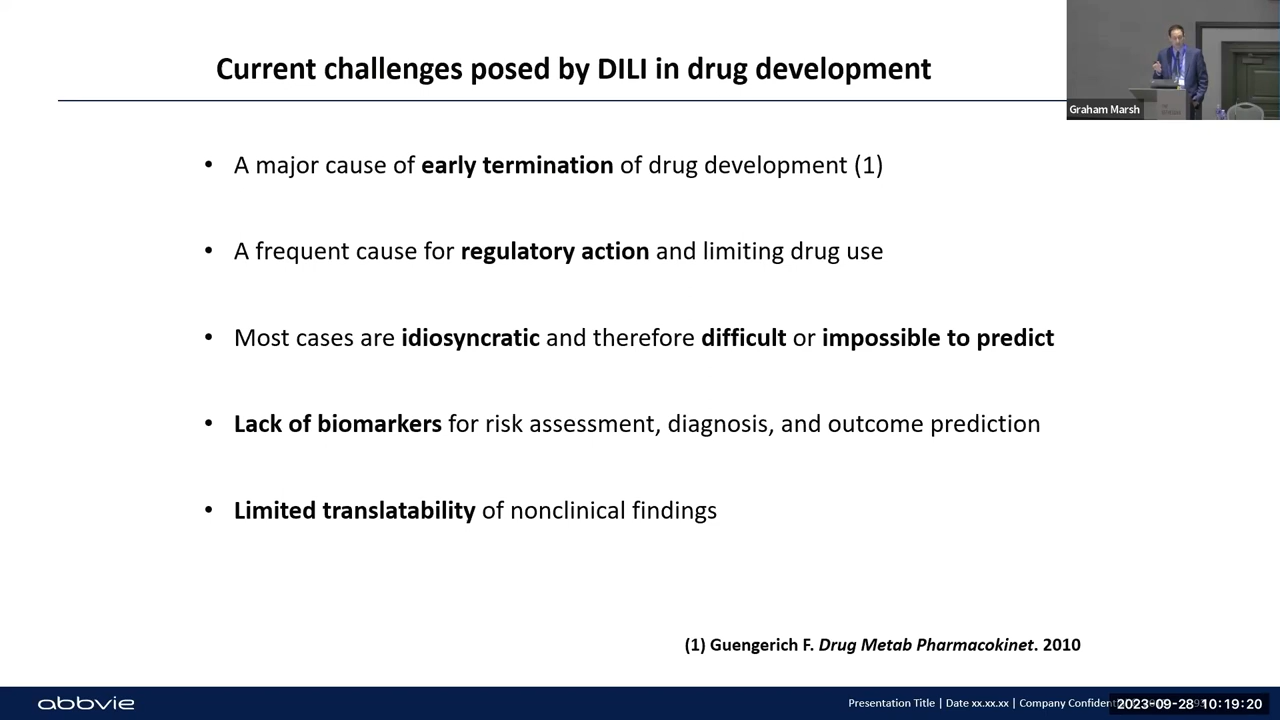 Current challenges posed by DILI in drug development
Graham Marsh
• A major cause of early termination of drug development (1)
• A frequent cause for regulatory action and limiting drug use
• Most cases are idiosyncratic and therefore difficult or impossible to predict
• Lack of biomarkers for risk assessment, diagnosis, and outcome prediction
• Limited translatability of nonclinical findings
(1) Guengerich F. Drug Metab Pharmacokinet. 2010
abbvie
Presentation Title | Date xx.xx.xx | Company
2023-09-28 10:19:20